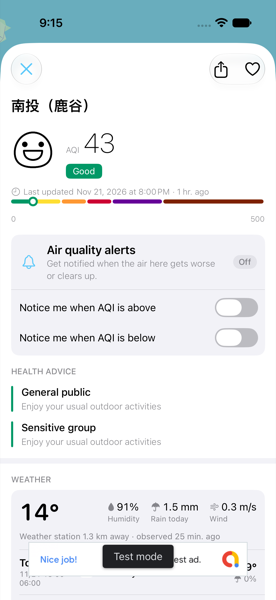 9:15
南投（鹿谷）
AQI 43
Good
Last updated Nov 21, 2026 at 8:00 PM · 1 hr. ago
0 500
Air quality alerts
Get notified when the air here gets worse
or clears up.
Off
Notice me when AQI is above
Notice me when AQI is below
HEALTH ADVICE
General public
Enjoy your usual outdoor activities
Sensitive group
Enjoy your usual outdoor activities
WEATHER
14°
91%
Humidity
1.5 mm
Rain today
0.3 m/s
Wind
Weather station 1.3 km away · observed 25 min. ago
Nice job!
Test mode
est ad.
06:00
0%